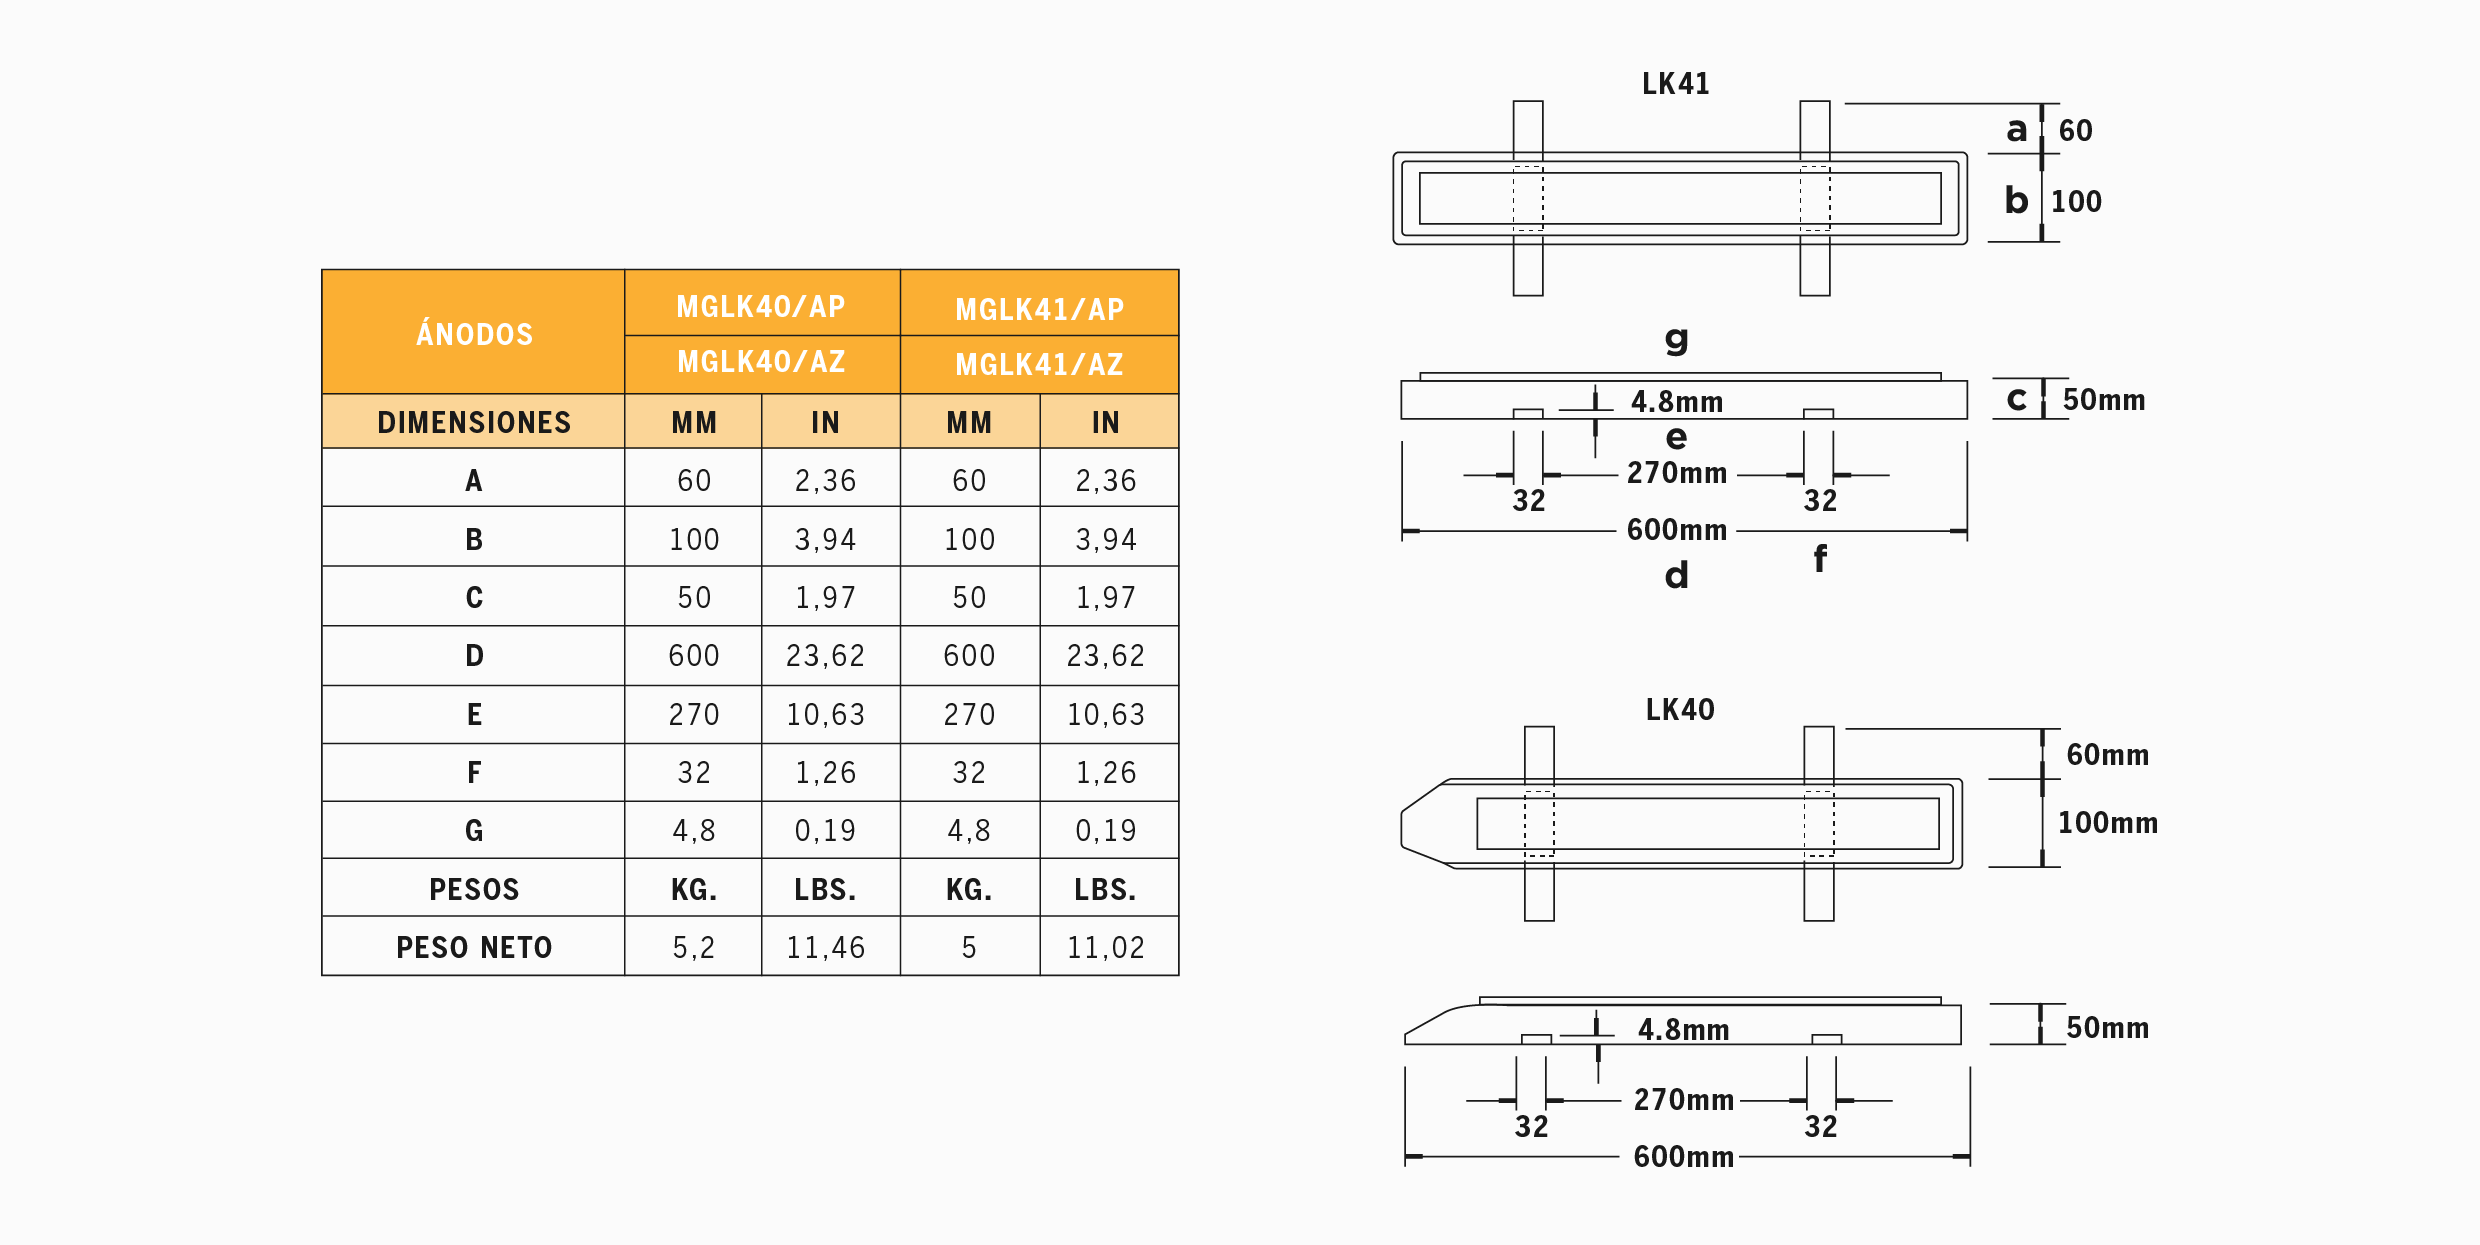 ÁNODOS MGLK40/AP MGLK41/AP
MGLK40/AZ MGLK41/AZ
DIMENSIONES MM IN MM IN
A 60 2,36 60 2,36
B 100 3,94 100 3,94
C 50 1,97 50 1,97
D 600 23,62 600 23,62
E 270 10,63 270 10,63
F 32 1,26 32 1,26
G 4,8 0,19 4,8 0,19
PESOS KG. LBS. KG. LBS.
PESO NETO 5,2 11,46 5 11,02
LK41
a 60
b 100
g
4.8mm
c 50mm
e
270mm
32 32
600mm
f
d
LK40
60mm
100mm
4.8mm
50mm
270mm
32 32
600mm